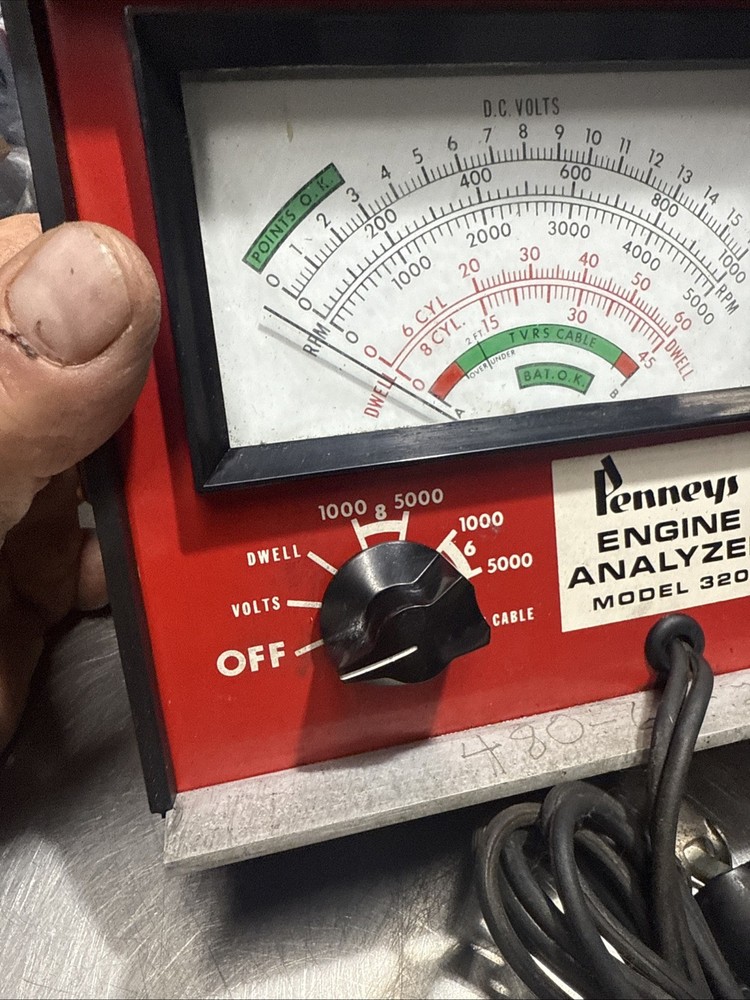 D.C. VOLTS
POINTS O.K.
0 1 2 3 4 5 6 7 8 9 10 11 12 13 14 15
0 200 400 600 800 1000
RPM
0 1000 2000 3000 4000 5000
RPM
0 6 CYL 20 30 40 50 60
DWELL
0 8 CYL. 15 30 45
DWELL
2 FT.
OVER UNDER
TVRS CABLE
A B
BAT. O.K.
1000 8 5000
1000 6 5000
DWELL
VOLTS
OFF
CABLE
Penneys
ENGINE
MODEL 320
480-